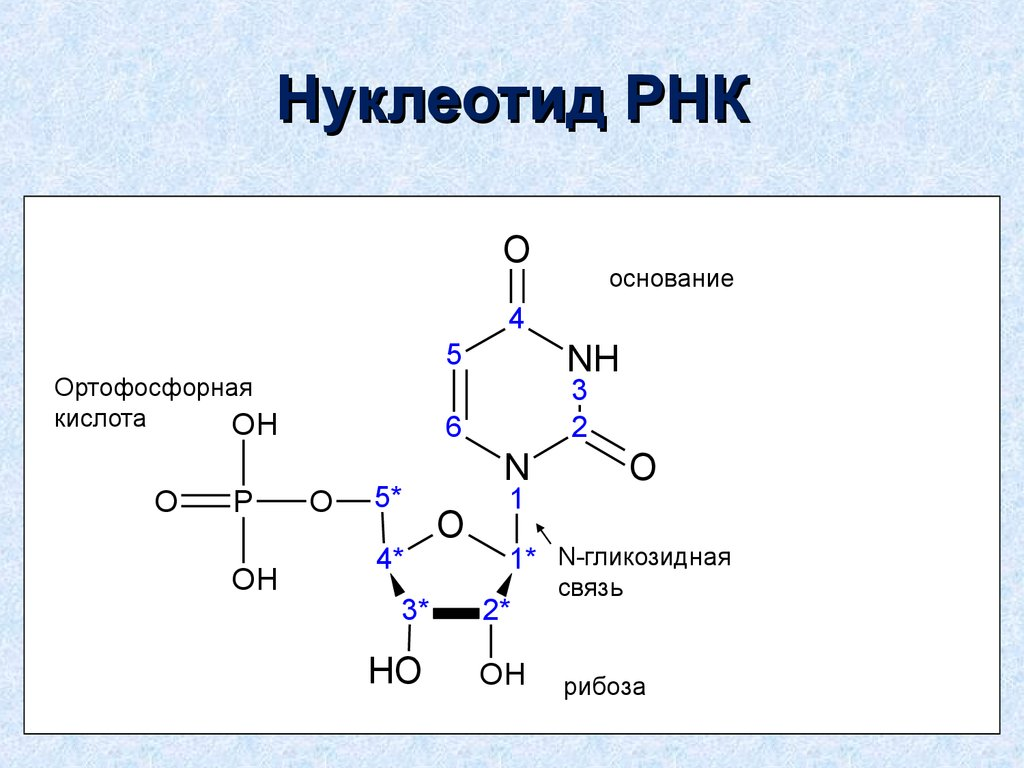 Нуклеотид РНК
O
основание
4
5
NH
Ортофосфорная
3
кислота
OH
6
2
N
O
O
P
O
5*
1
O
4*
1*
N-гликозидная
OH
связь
3*
2*
HO
OH
рибоза